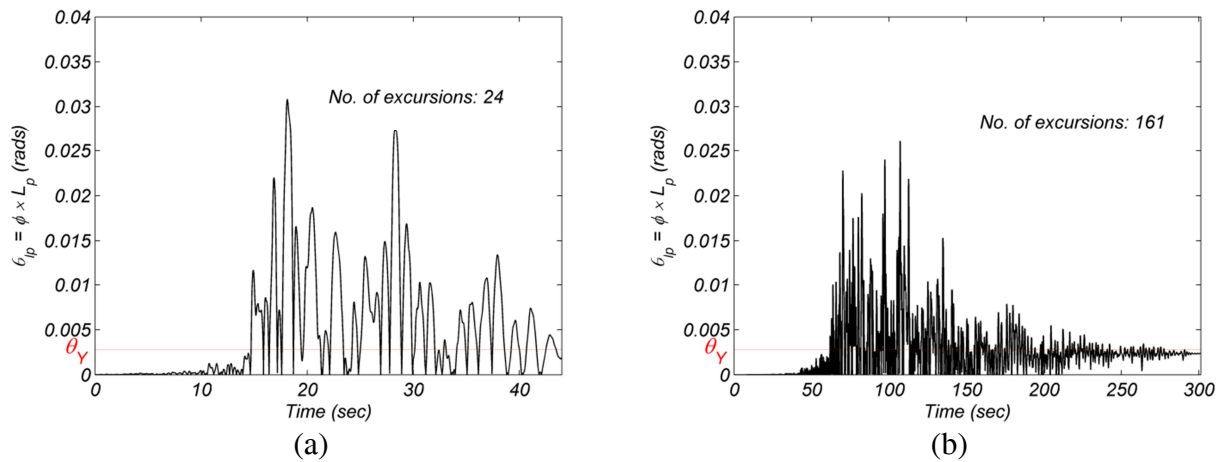 0.04
0.035
0.03
0.025
0.02
0.015
0.01
0.005
0
θY
θlp = ϕ × Lp (rads)
No. of excursions: 24
0 10 20 30 40
Time (sec)
(a)
0.04
0.035
0.03
0.025
0.02
0.015
0.01
0.005
0
θY
θlp = ϕ × Lp (rads)
No. of excursions: 161
0 50 100 150 200 250 300
Time (sec)
(b)